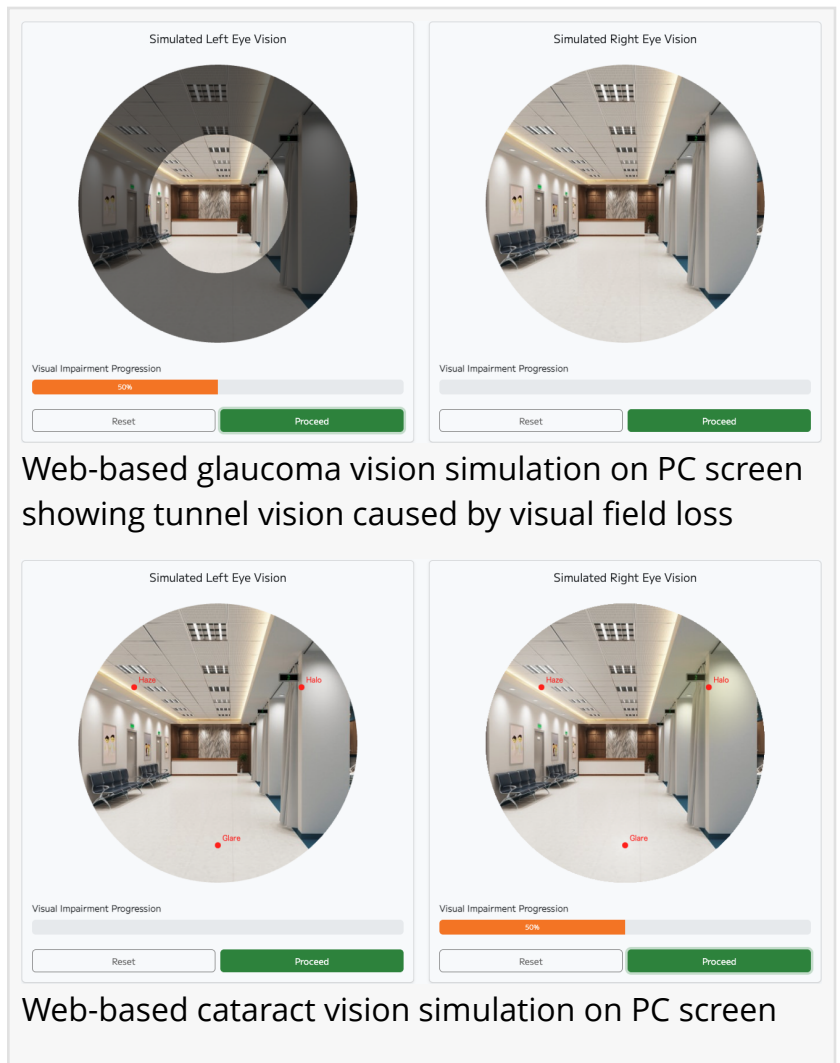 Simulated Left Eye Vision
Simulated Right Eye Vision
Visual Impairment Progression
50%
Reset
Proceed
Visual Impairment Progression
Reset
Proceed
Web-based glaucoma vision simulation on PC screen
showing tunnel vision caused by visual field loss
Simulated Left Eye Vision
Simulated Right Eye Vision
Haze
Halo
Glare
Haze
Halo
Glare
Visual Impairment Progression
Reset
Proceed
Visual Impairment Progression
50%
Reset
Proceed
Web-based cataract vision simulation on PC screen